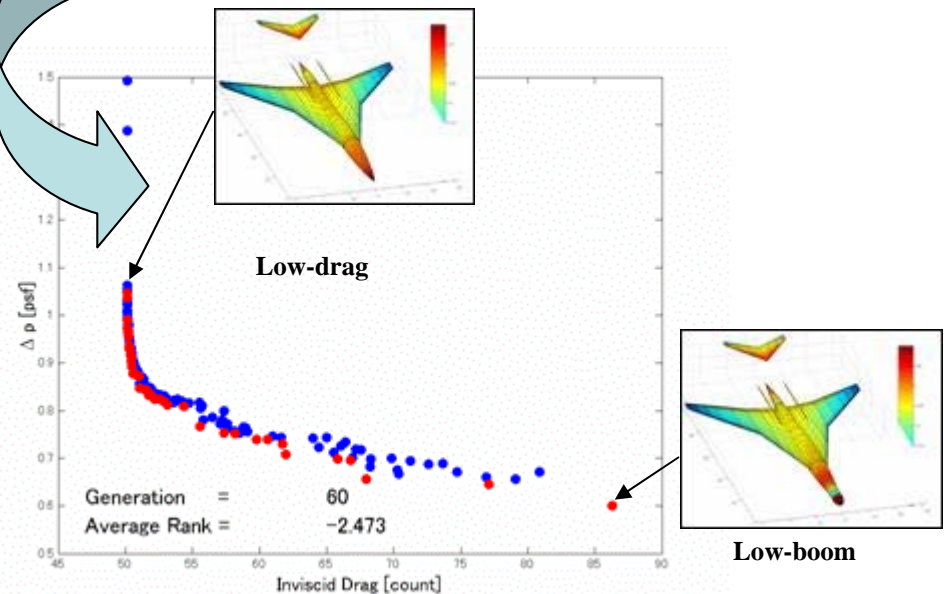 1.5
1.2
1.1
1
0.9
0.8
0.7
0.6
0.5
Δ p [psf]
Low-drag
Generation = 60
Average Rank = -2.473
45 50 55 60 65 70 75 80 85 90
Inviscid Drag [count]
Low-boom